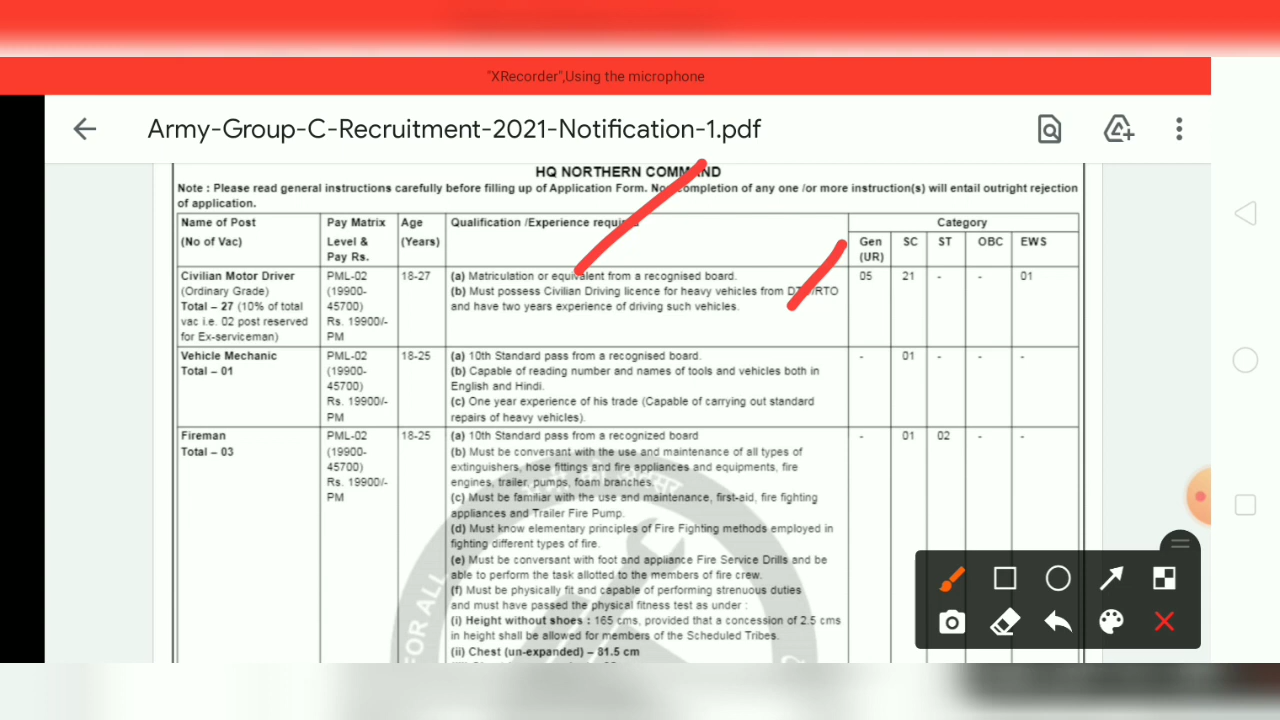 "XRecorder",Using the microphone
Army-Group-C-Recruitment-2021-Notification-1.pdf
HQ NORTHERN COMMAND
Note : Please read general instructions carefully before filling up of Application Form. completion of any one /or more instruction(s) will entail outright rejection
of application.
Name of Post
(No of Vac)
Pay Matrix
Level &
Pay Rs.
Age
(Years)
Qualification /Experience required
Category
Gen
(UR)
SC
ST
OBC
EWS
Civilian Motor Driver
(Ordinary Grade)
Total – 27 (10% of total
vac i.e. 02 post reserved
for Ex-serviceman)
PML-02
(19900-
45700)
Rs. 19900/-
PM
18-27
(a) Matriculation or equivalent from a recognised board.
(b) Must possess Civilian Driving licence for heavy vehicles from /RTO
and have two years experience of driving such vehicles.
05
21
-
-
01
Vehicle Mechanic
Total – 01
PML-02
(19900-
45700)
Rs. 19900/-
PM
18-25
(a) 10th Standard pass from a recognised board.
(b) Capable of reading number and names of tools and vehicles both in
English and Hindi.
(c) One year experience of his trade (Capable of carrying out standard
repairs of heavy vehicles).
-
01
-
-
-
Fireman
Total – 03
PML-02
(19900-
45700)
Rs. 19900/-
PM
18-25
(a) 10th Standard pass from a recognized board
(b) Must be conversant with the use and maintenance of all types of
extinguishers, hose fittings and fire appliances and equipments, fire
engines, trailer, pumps, foam branches.
(c) Must be familiar with the use and maintenance, first-aid, fire fighting
appliances and Trailer Fire Pump.
(d) Must know elementary principles of Fire Fighting methods employed in
fighting different types of fire.
(e) Must be conversant with foot and appliance Fire Service Drills and be
able to perform the task allotted to the members of fire crew.
(f) Must be physically fit and capable of performing strenuous duties
and must have passed the physical fitness test as under :
(i) Height without shoes : 165 cms, provided that a concession of 2.5 cms
in height shall be allowed for members of the Scheduled Tribes.
(ii) Chest (un-expanded) – 81.5 cm
-
01
02
-
-
FOR ALL